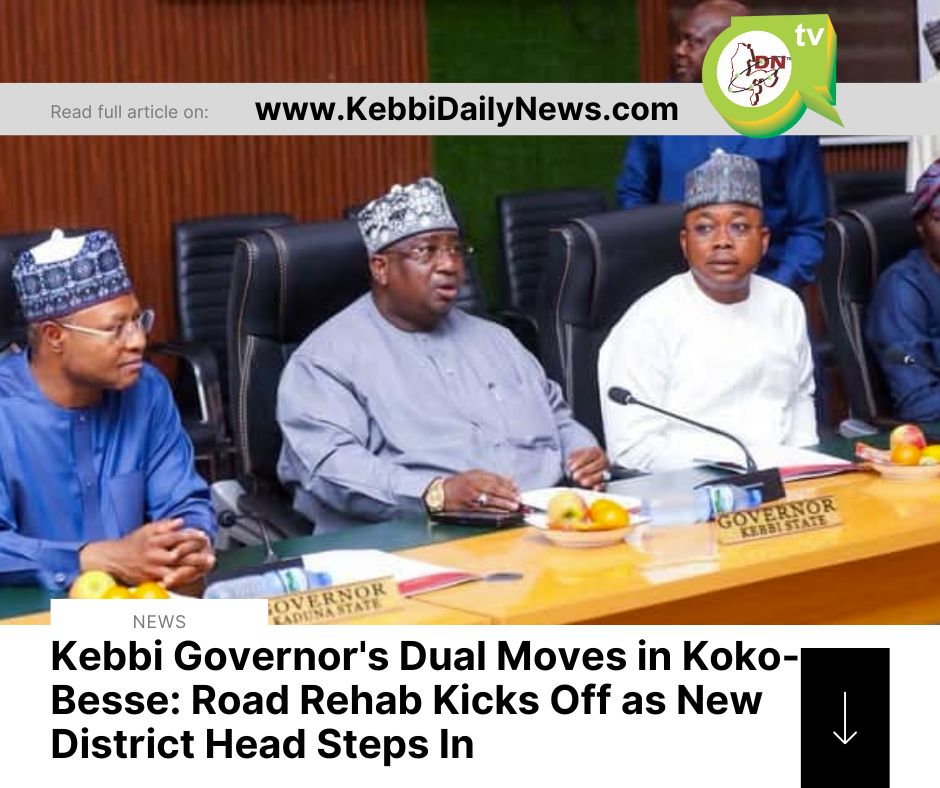 tv
DN
Read full article on: www.KebbiDailyNews.com
GOVERNOR
KEBBI STATE
GOVERNOR
KADUNA STATE
NEWS
Kebbi Governor's Dual Moves in Koko-
Besse: Road Rehab Kicks Off as New
District Head Steps In